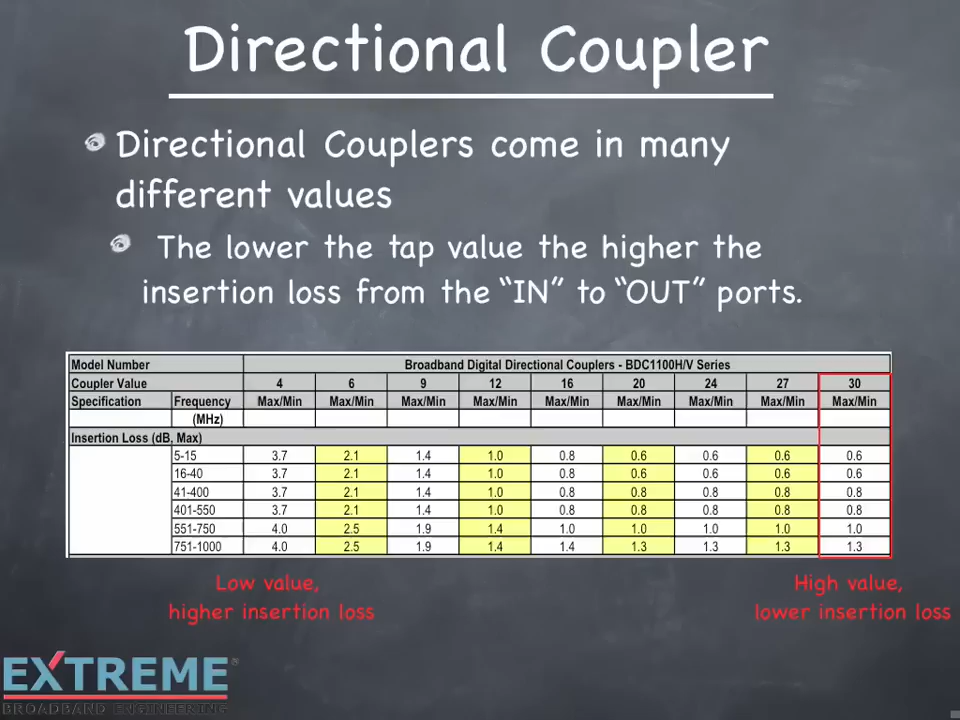 Directional Coupler
Directional Couplers come in many
different values
The lower the tap value the higher the
insertion loss from the “IN” to “OUT” ports.
Model Number Broadband Digital Directional Couplers - BDC1100H/V Series
Coupler Value 4 6 9 12 16 20 24 27 30
Specification Frequency Max/Min Max/Min Max/Min Max/Min Max/Min Max/Min Max/Min Max/Min Max/Min
(MHz)
Insertion Loss (dB, Max)
5-15 3.7 2.1 1.4 1.0 0.8 0.6 0.6 0.6 0.6
16-40 3.7 2.1 1.4 1.0 0.8 0.6 0.6 0.6 0.6
41-400 3.7 2.1 1.4 1.0 0.8 0.8 0.8 0.8 0.8
401-550 3.7 2.1 1.4 1.0 0.8 0.8 0.8 0.8 0.8
551-750 4.0 2.5 1.9 1.4 1.0 1.0 1.0 1.0 1.0
751-1000 4.0 2.5 1.9 1.4 1.4 1.3 1.3 1.3 1.3
Low value,
higher insertion loss
High value,
lower insertion loss
EXTREME®
BROADBAND ENGINEERING